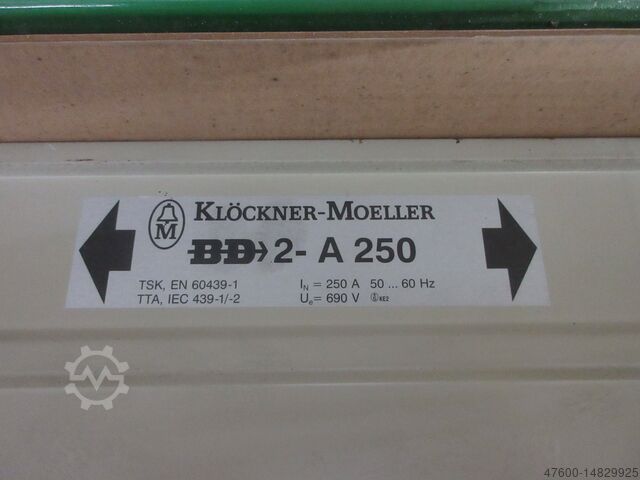 M
KLÖCKNER-MOELLER
BD 2- A 250
TSK, EN 60439-1
TTA, IEC 439-1/-2
IN = 250 A 50 ... 60 Hz
Ue = 690 V KE2
47600-14829925